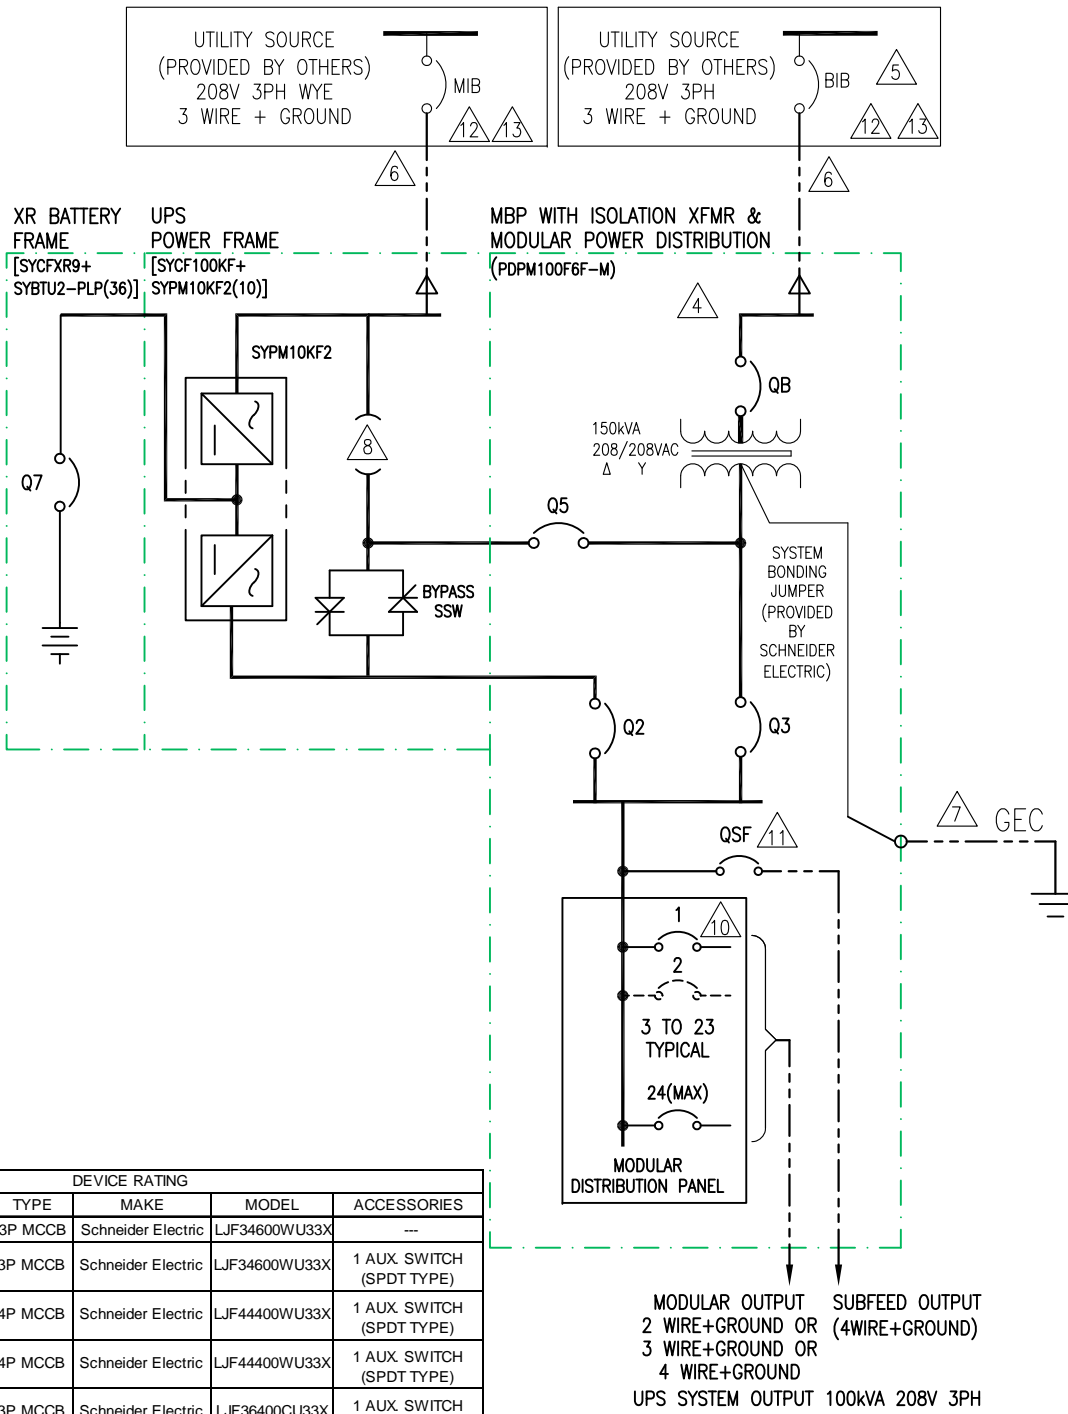 UTILITY SOURCE
(PROVIDED BY OTHERS)
208V 3PH WYE
3 WIRE + GROUND
MIB
12
13
UTILITY SOURCE
(PROVIDED BY OTHERS)
208V 3PH
3 WIRE + GROUND
BIB
5
12
13
6
6
XR BATTERY
FRAME
[SYCFXR9+
SYBTU2-PLP(36)]
UPS
POWER FRAME
[SYCF100KF+
SYPM10KF2(10)]
MBP WITH ISOLATION XFMR &
MODULAR POWER DISTRIBUTION
(PDPM100F6F-M)
4
SYPM10KF2
QB
150kVA
208/208VAC
Δ Y
8
Q7
Q5
SYSTEM
BONDING
JUMPER
(PROVIDED
BY
SCHNEIDER
ELECTRIC)
BYPASS
SSW
Q2
Q3
7
GEC
QSF
11
1
10
2
3 TO 23
TYPICAL
24(MAX)
MODULAR
DISTRIBUTION PANEL
DEVICE RATING
TYPE MAKE MODEL ACCESSORIES
3P MCCB Schneider Electric LJF34600WU33X ---
3P MCCB Schneider Electric LJF34600WU33X 1 AUX. SWITCH
(SPDT TYPE)
4P MCCB Schneider Electric LJF44400WU33X 1 AUX. SWITCH
(SPDT TYPE)
4P MCCB Schneider Electric LJF44400WU33X 1 AUX. SWITCH
(SPDT TYPE)
3P MCCB Schneider Electric LJF36400CU33X 1 AUX. SWITCH
MODULAR OUTPUT
2 WIRE+GROUND OR
3 WIRE+GROUND OR
4 WIRE+GROUND
SUBFEED OUTPUT
(4WIRE+GROUND)
UPS SYSTEM OUTPUT 100kVA 208V 3PH